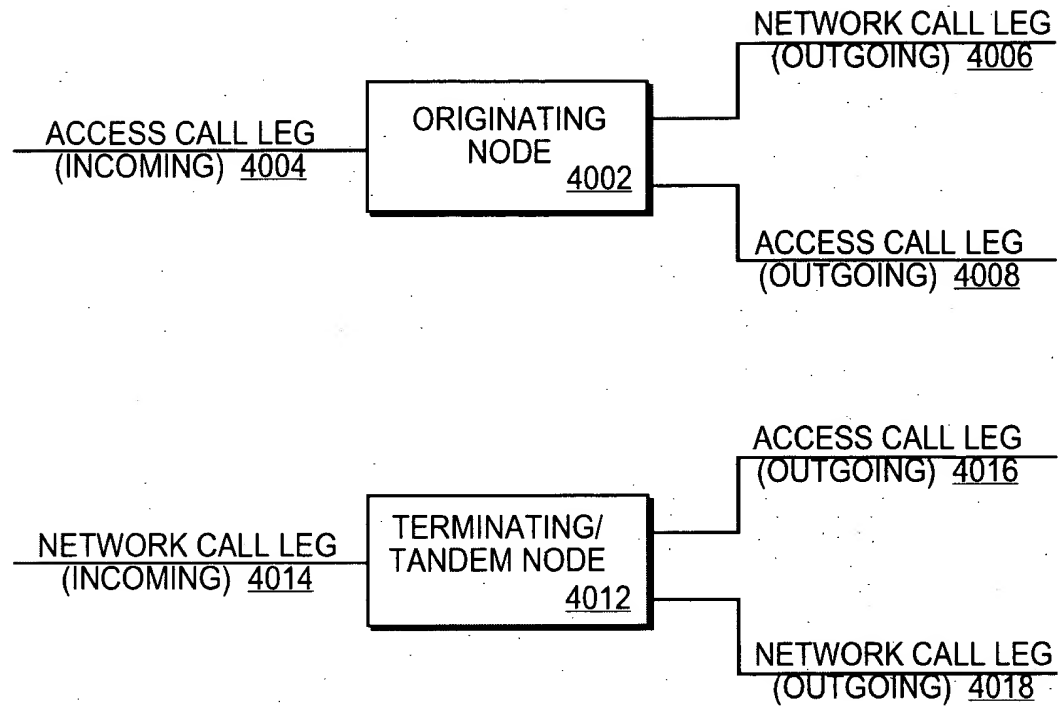 NETWORK CALL LEG
(OUTGOING) 4006
ORIGINATING
NODE
4002
ACCESS CALL LEG
(INCOMING) 4004
ACCESS CALL LEG
(OUTGOING) 4008
ACCESS CALL LEG
(OUTGOING) 4016
TERMINATING/
TANDEM NODE
4012
NETWORK CALL LEG
(INCOMING) 4014
NETWORK CALL LEG
(OUTGOING) 4018